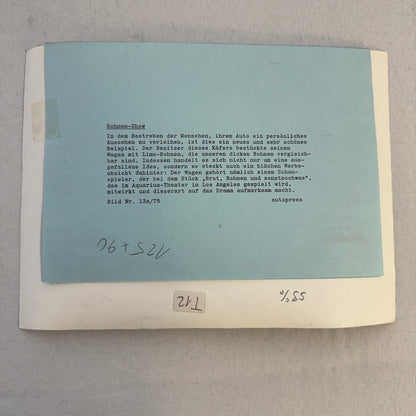 Bohnen-Show
In dem Bestreben der Menschen, ihrem Auto ein persönliches
Aussehen zu verleihen, ist dies ein neues und sehr schönes
Beispiel. Der Besitzer dieses Käfers bestückte seinen
Wagen mit Lima-Bohnen, die unseren dicken Bohnen vergleich-
bar sind. Indessen handelt es sich nicht nur um eine aus-
gefallene Idee, sondern es steckt auch ein bißchen Werbe-
absicht dahinter: Der Wagen gehört nämlich einem Schau-
spieler, der bei dem Stück „Brot, Bohnen und sonstnochwas",
das im Aquarius-Theater in Los Angeles gespielt wird,
mitwirkt und dieserart auf das Drama aufmerksam macht.
Bild Nr. 13a/75 autopress
125 + 90
T12
55%